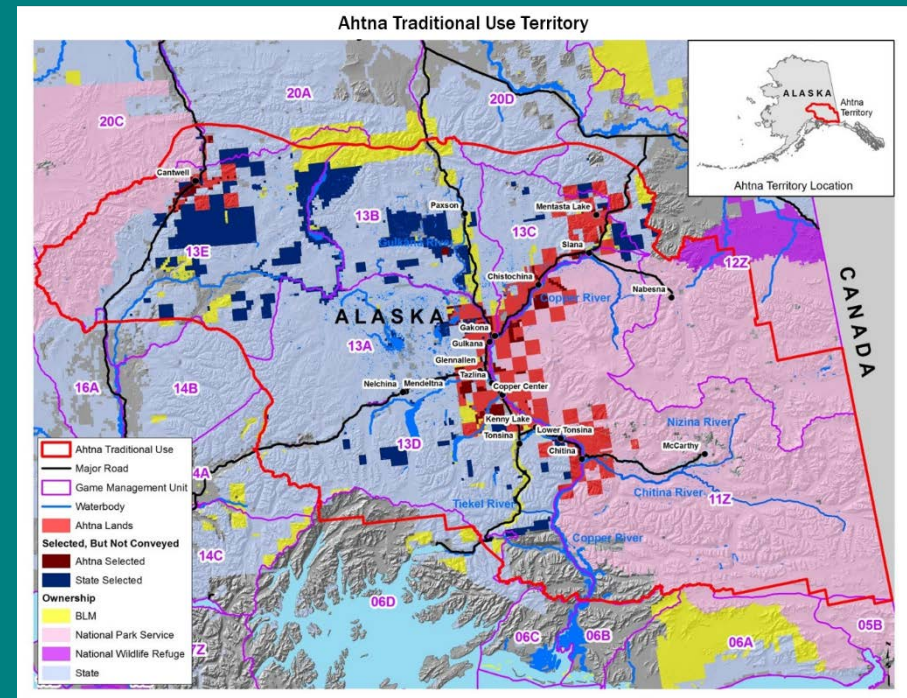 Ahtna Traditional Use Territory
20A
20D
20C
ALASKA
Ahtna
Territory
Ahtna Territory Location
Cantwell
13B
Paxson
13C
Mentasta Lake
Gulkana River
Slana
13E
12Z
Chistochina
Nabesna
Copper River
CANADA
ALASKA
Gakona
13A
Gulkana
Glennallen
16A
14B
Tazlina
Nelchina
Mendeltna
Copper Center
Kenny Lake
Lower Tonsina
Nizina River
13D
Tonsina
McCarthy
Chitina
Chitina River
11Z
4A
Tiekel River
Copper River
14C
06D
06C
06B
06A
05B
7Z
Ahtna Traditional Use
Major Road
Game Management Unit
Waterbody
Ahtna Lands
Selected, But Not Conveyed
Ahtna Selected
State Selected
Ownership
BLM
National Park Service
National Wildlife Refuge
State